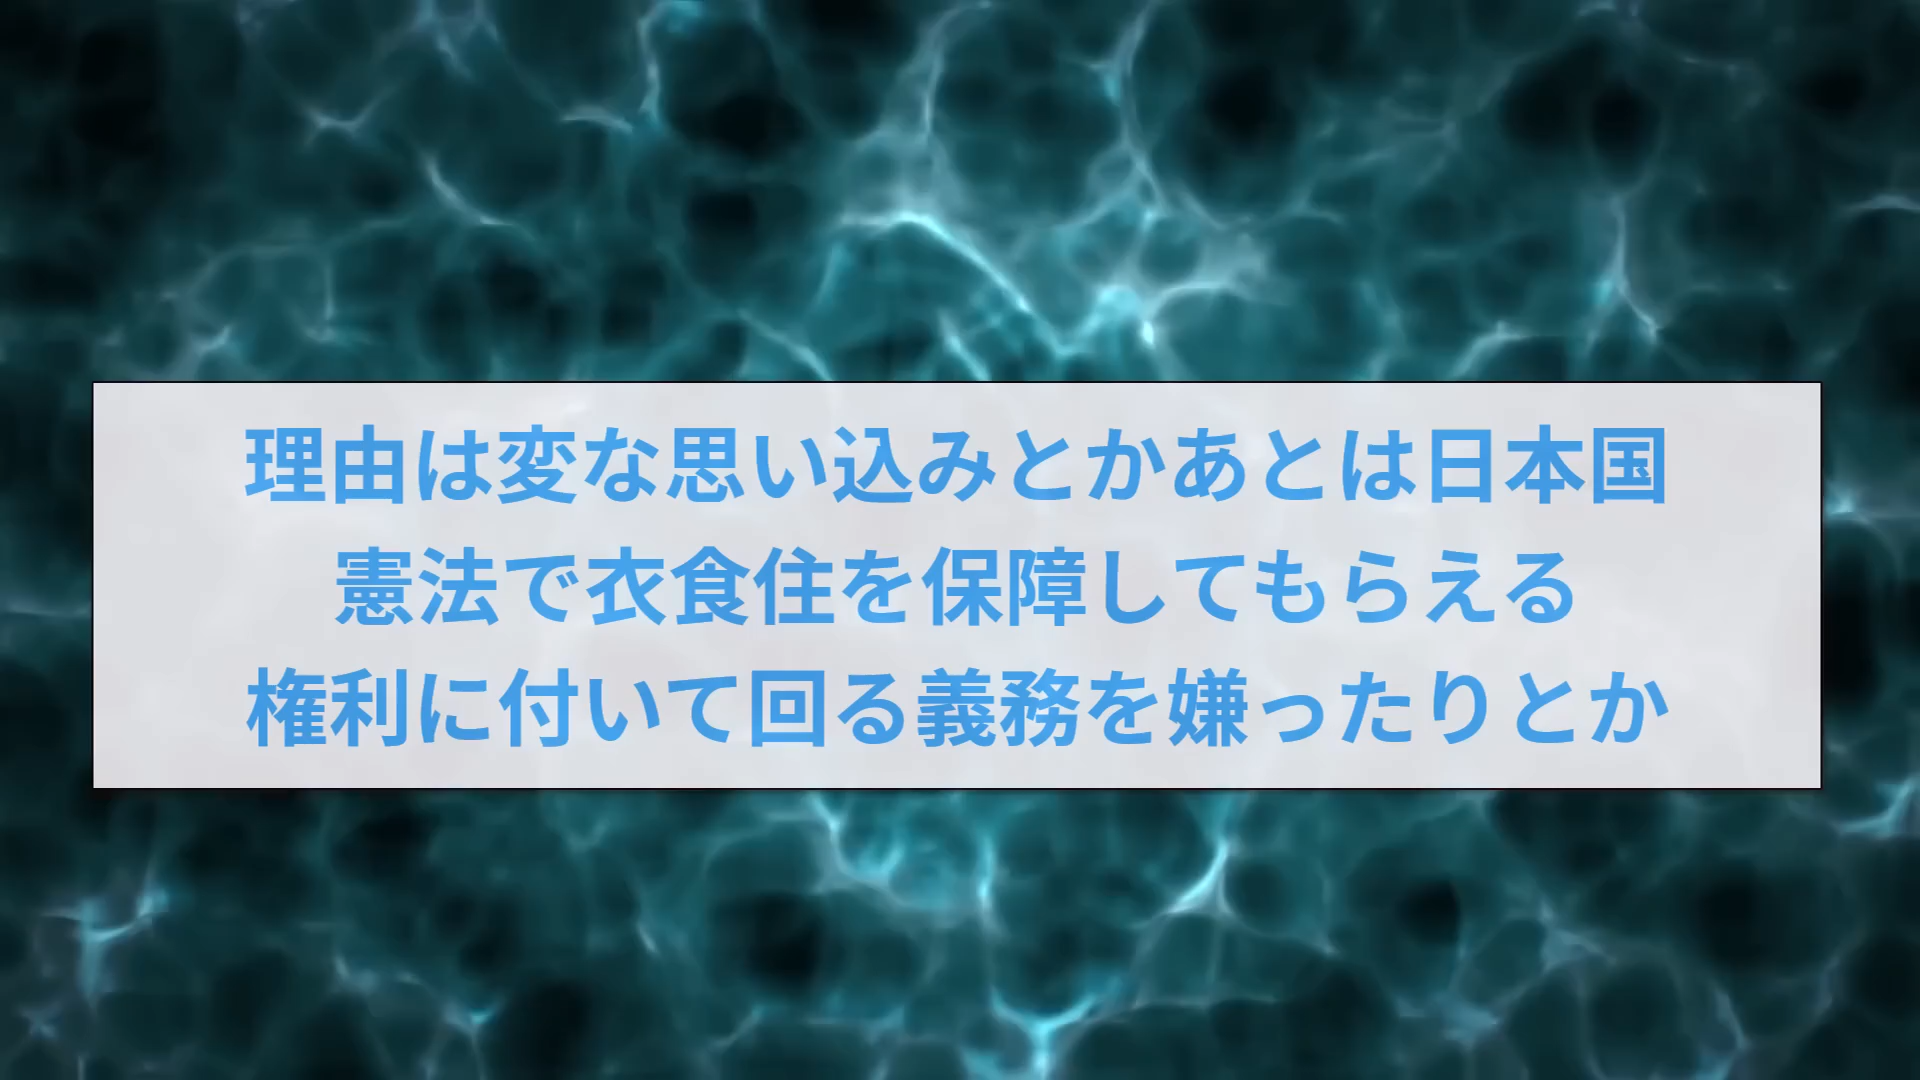 理由は変な思い込みとかあとは日本国
憲法で衣食住を保障してもらえる
権利に付いて回る義務を嫌ったりとか